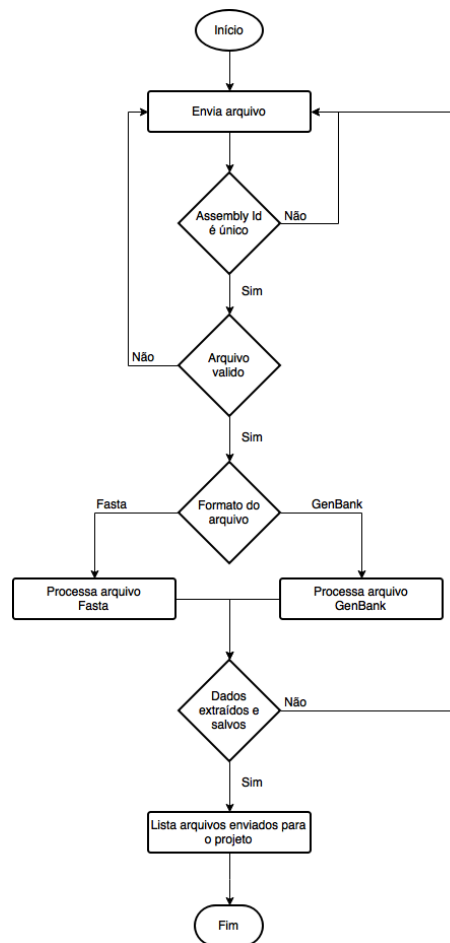 Início
Envia arquivo
Assembly Id
é único
Não
Sim
Arquivo
valido
Não
Sim
Formato do
arquivo
Fasta
GenBank
Processa arquivo
Fasta
Processa arquivo
GenBank
Dados
extraídos e
salvos
Não
Sim
Lista arquivos enviados para
o projeto
Fim